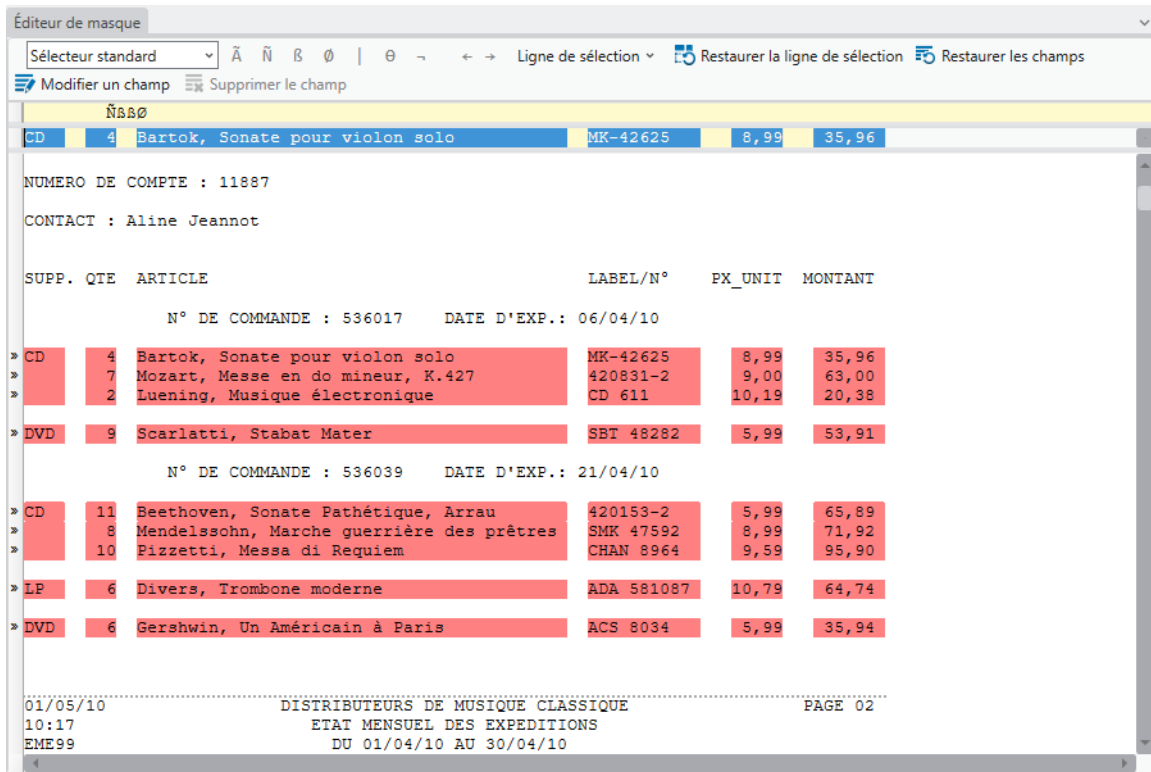 Éditeur de masque
Sélecteur standard Ã Ñ ß Ø | Ɵ ¬ ← → Ligne de sélection Restaurer la ligne de sélection Restaurer les champs
Modifier un champ Supprimer le champ
ÑßßØ
CD 4 Bartok, Sonate pour violon solo MK-42625 8,99 35,96
NUMERO DE COMPTE : 11887
CONTACT : Aline Jeannot
SUPP. QTE ARTICLE LABEL/N° PX_UNIT MONTANT
N° DE COMMANDE : 536017 DATE D'EXP.: 06/04/10
» CD 4 Bartok, Sonate pour violon solo MK-42625 8,99 35,96
» 7 Mozart, Messe en do mineur, K.427 420831-2 9,00 63,00
» 2 Luening, Musique électronique CD 611 10,19 20,38
» DVD 9 Scarlatti, Stabat Mater SBT 48282 5,99 53,91
N° DE COMMANDE : 536039 DATE D'EXP.: 21/04/10
» CD 11 Beethoven, Sonate Pathétique, Arrau 420153-2 5,99 65,89
» 8 Mendelssohn, Marche guerrière des prêtres SMK 47592 8,99 71,92
» 10 Pizzetti, Messa di Requiem CHAN 8964 9,59 95,90
» LP 6 Divers, Trombone moderne ADA 581087 10,79 64,74
» DVD 6 Gershwin, Un Américain à Paris ACS 8034 5,99 35,94
01/05/10 DISTRIBUTEURS DE MUSIQUE CLASSIQUE PAGE 02
10:17 ETAT MENSUEL DES EXPEDITIONS
EME99 DU 01/04/10 AU 30/04/10